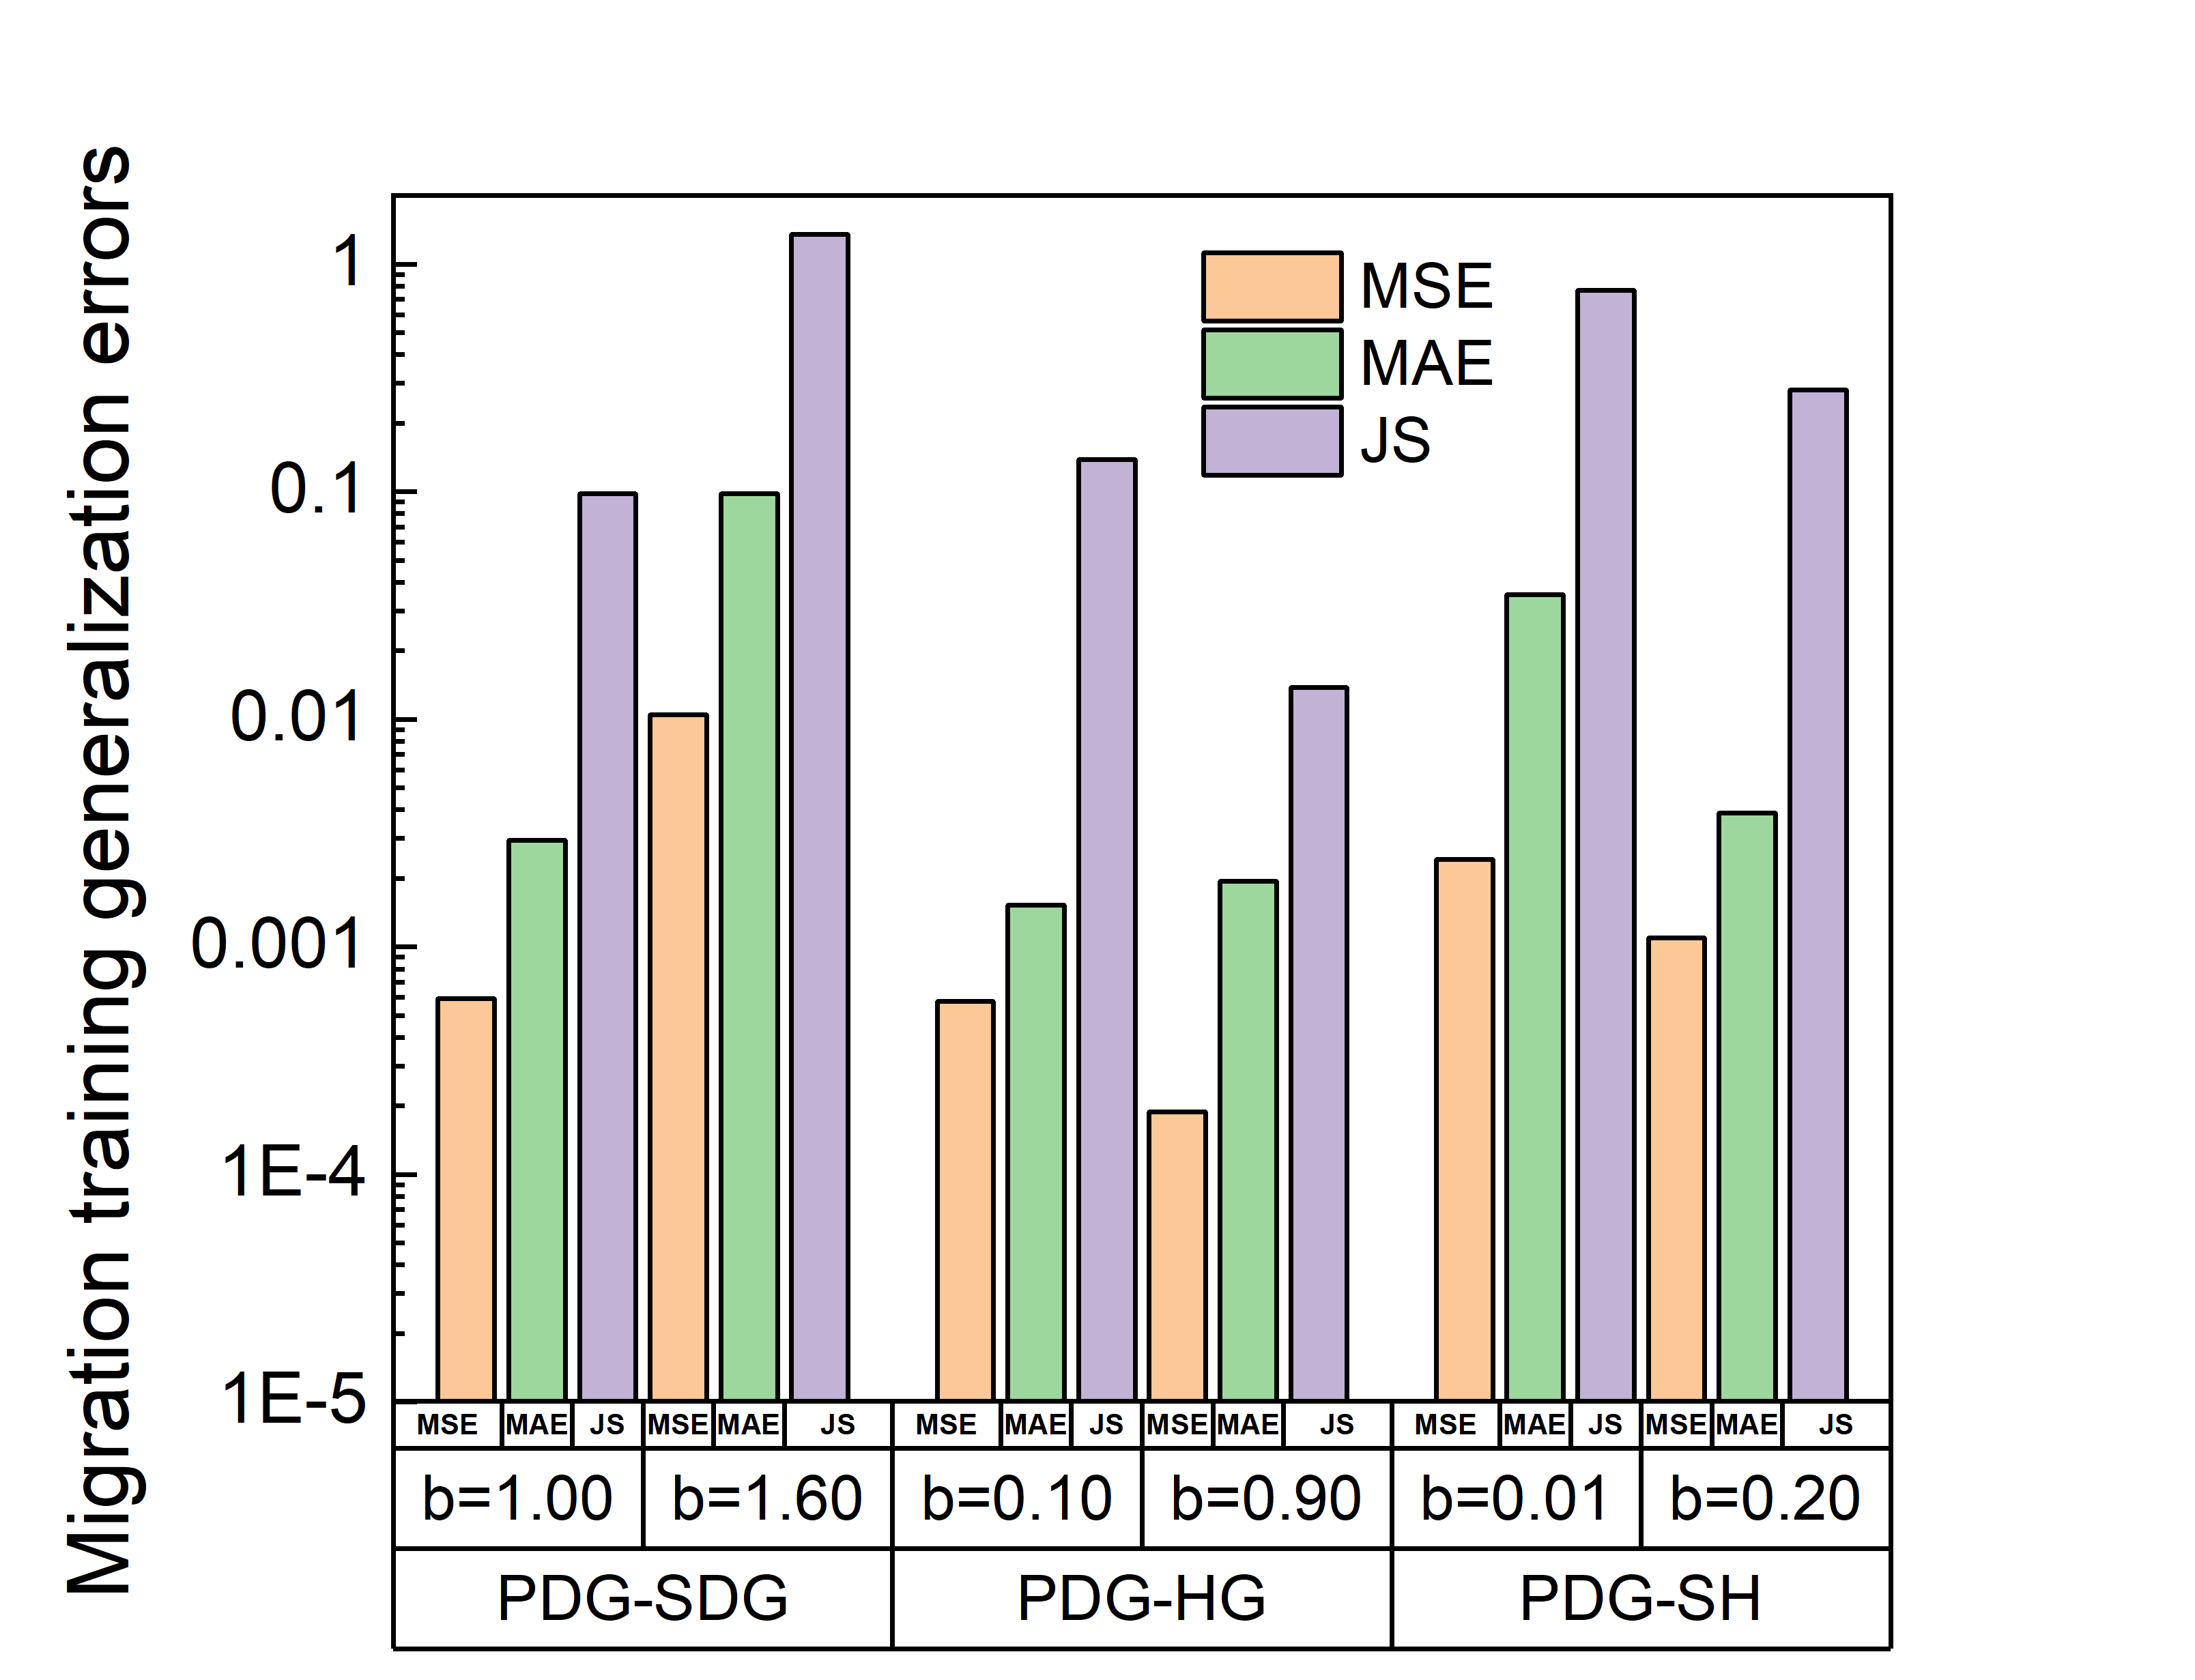 Migration training generalization errors
1
0.1
0.01
0.001
1E-4
1E-5
MSE
MAE
JS
MSE MAE JS MSE MAE JS MSE MAE JS MSE MAE JS MSE MAE JS MSE MAE JS
b=1.00 b=1.60 b=0.10 b=0.90 b=0.01 b=0.20
PDG-SDG PDG-HG PDG-SH